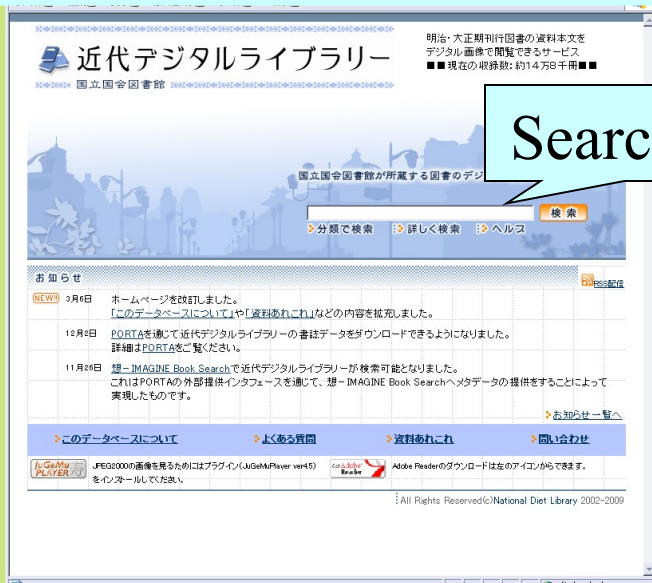 近代デジタルライブラリー
国立国会図書館
明治・大正期刊行図書の資料本文を
デジタル画像で閲覧できるサービス
■■現在の収録数：約14万8千冊■■
Searc
国立国会図書館が所蔵する図書のデジ
検索
分類で検索 詳しく検索 ヘルプ
お知らせ
RSS配信
NEW!! 3月6日 ホームページを改訂しました。
「このデータベースについて」や「資料あれこれ」などの内容を拡充しました。
12月2日 PORTAを通じて近代デジタルライブラリーの書誌データをダウンロードできるようになりました。
詳細はPORTAをご覧ください。
11月26日 想－IMAGINE Book Searchで近代デジタルライブラリーが検索可能となりました。
これはPORTAの外部提供インタフェースを通じて、想－IMAGINE Book Searchへメタデータの提供をすることによって
実現したものです。
お知らせ一覧へ
このデータベースについて よくある質問 資料あれこれ 問い合わせ
JuGeMu PLAYER 寿 JPEG2000の画像を見るためにはプラグイン(JuGeMuPlayer ver4.5)
をインストールしてください。
Get Adobe Reader Adobe Readerのダウンロードは左のアイコンからできます。
All Rights Reserved(c)National Diet Library 2002-2009